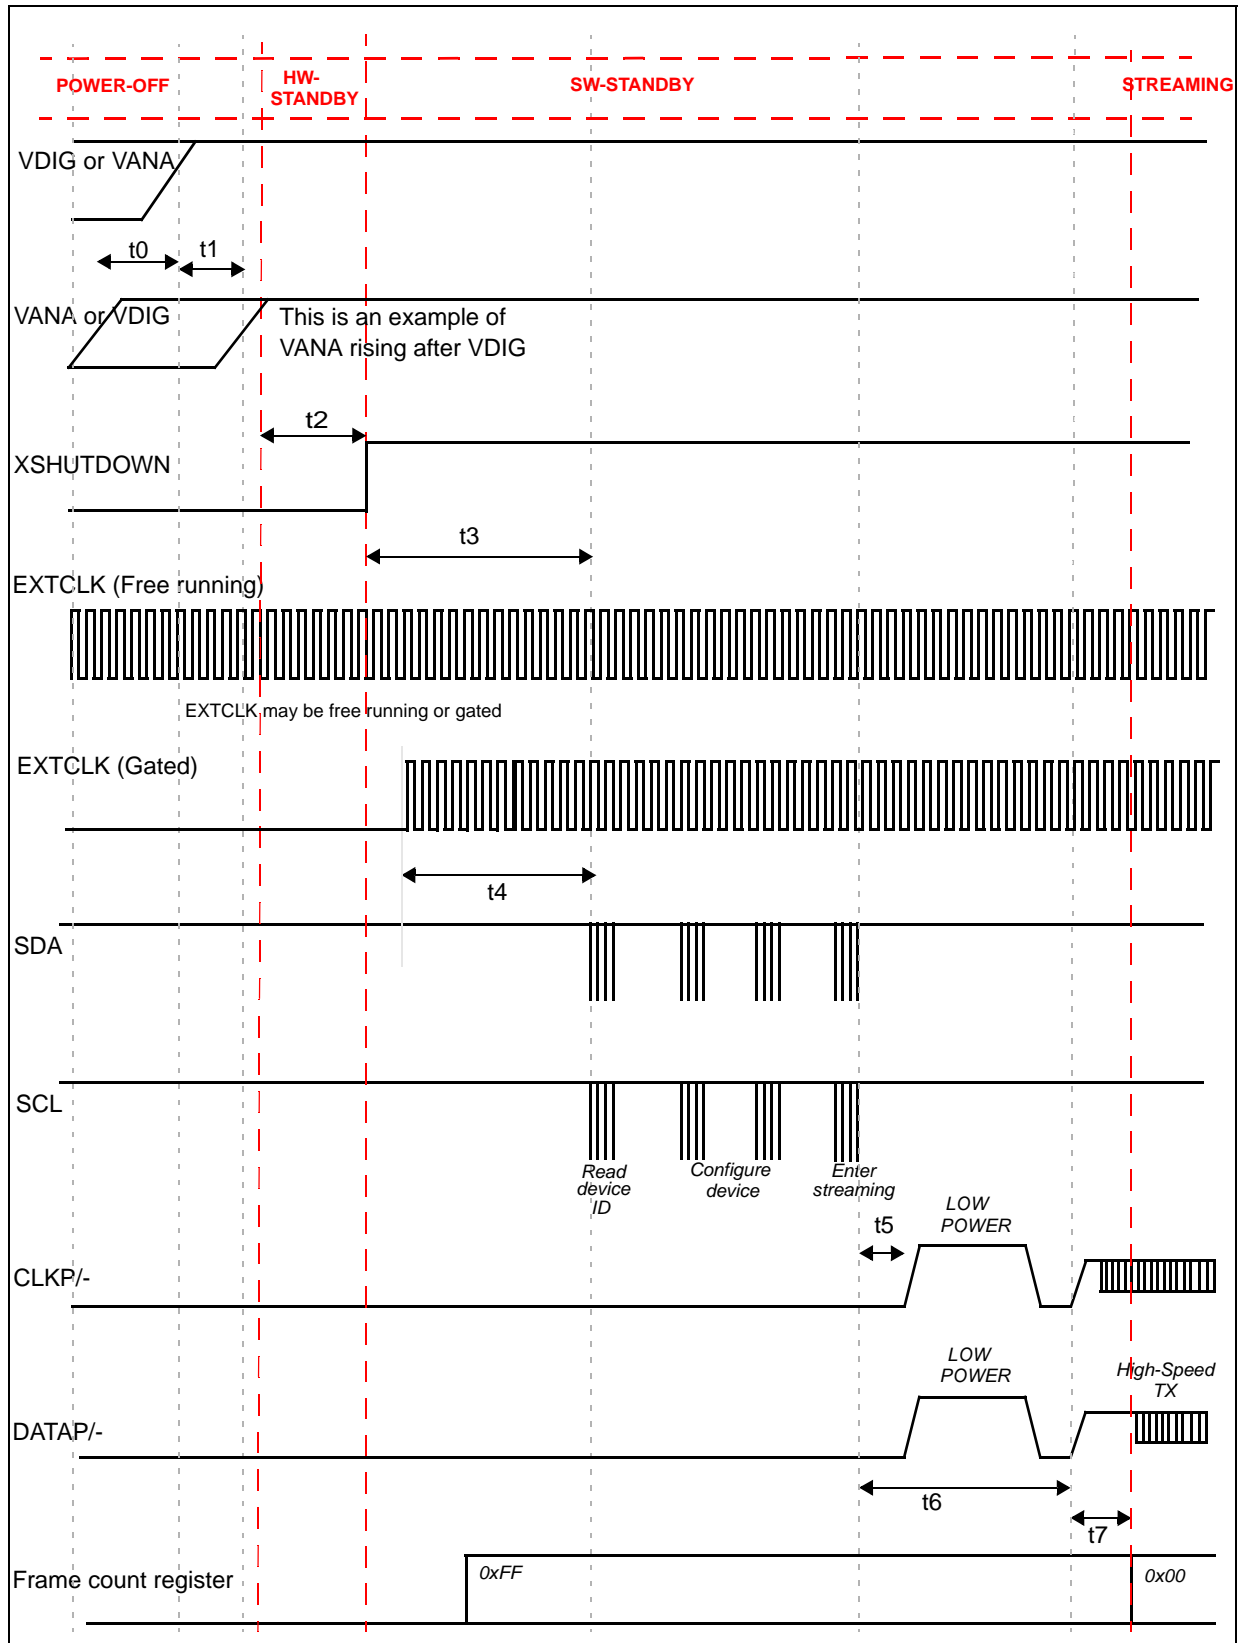 POWER-OFF
HW-
STANDBY
SW-STANDBY
STREAMING
VDIG or VANA
t0
t1
VANA or VDIG
This is an example of
VANA rising after VDIG
t2
XSHUTDOWN
t3
EXTCLK (Free running)
EXTCLK may be free running or gated
EXTCLK (Gated)
t4
SDA
SCL
Read
device
ID
Configure
device
Enter
streaming
t5
LOW
POWER
CLKP/-
LOW
POWER
High-Speed
TX
DATAP/-
t6
t7
Frame count register
0xFF
0x00